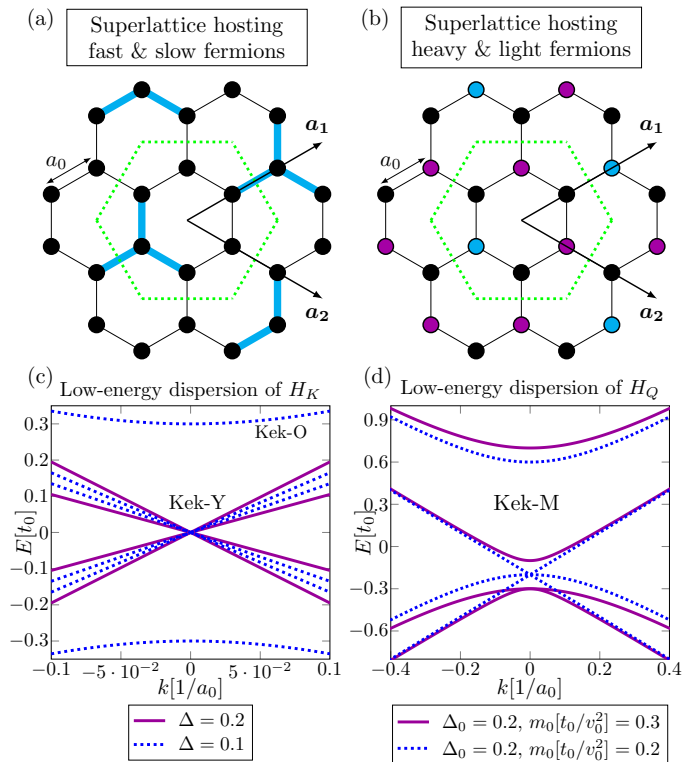 (a)
Superlattice hosting
fast & slow fermions
a₁
a₀
a₂
(b)
Superlattice hosting
heavy & light fermions
a₁
a₀
a₂
(c)
Low-energy dispersion of H_K
0.3
0.2
0.1
0
−0.1
−0.2
−0.3
E[t₀]
Kek-O
Kek-Y
−0.1
−5 · 10⁻²
0
5 · 10⁻²
0.1
k[1/a₀]
Δ = 0.2
Δ = 0.1
(d)
Low-energy dispersion of H_Q
0.9
0.6
0.3
0
−0.3
−0.6
E[t₀]
Kek-M
−0.4
−0.2
0
0.2
0.4
k[1/a₀]
Δ₀ = 0.2, m₀[t₀/v₀²] = 0.3
Δ₀ = 0.2, m₀[t₀/v₀²] = 0.2